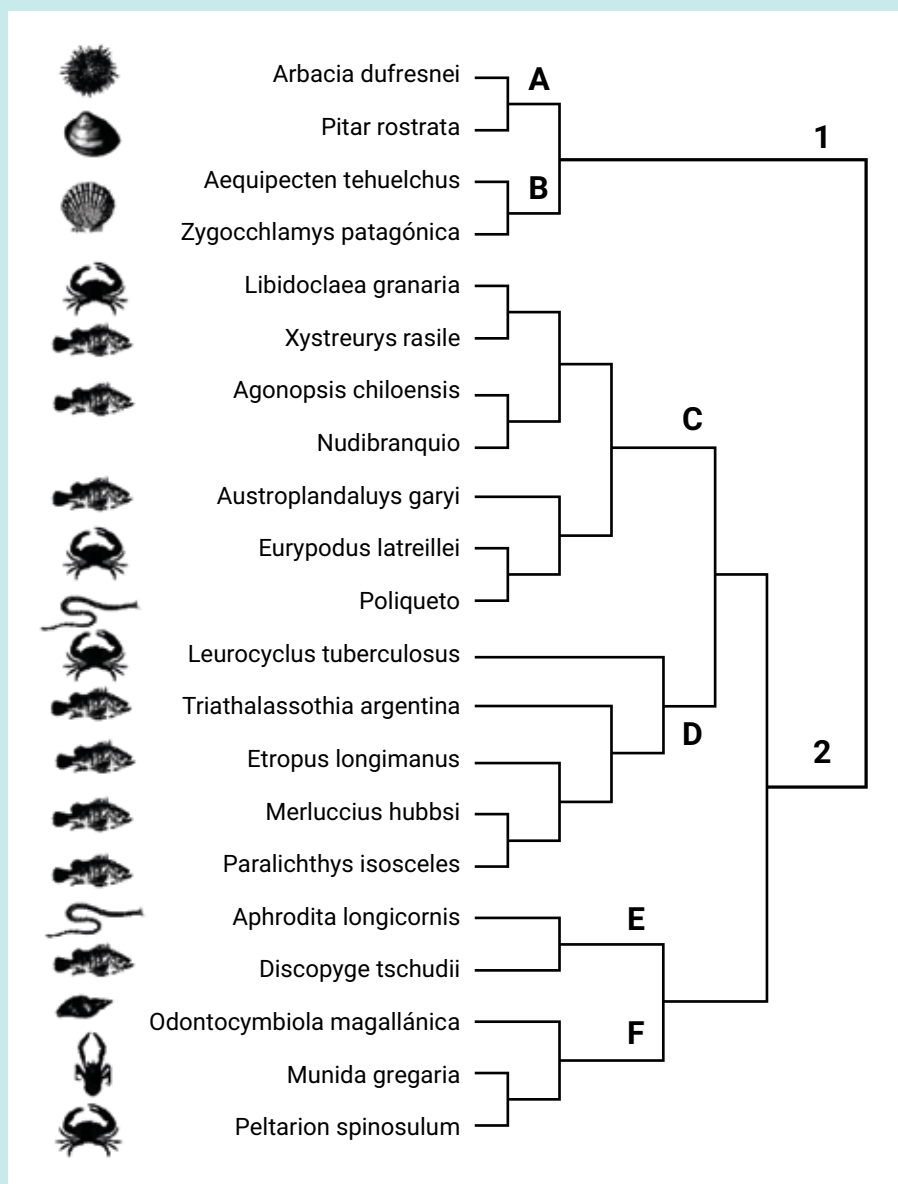 Arbacia dufresnei
A
Pitar rostrata
1
Aequipecten tehuelchus
B
Zygocchlamys patagónica
Libidoclaea granaria
Xystreurys rasile
Agonopsis chiloensis
C
Nudibranquio
Austroplandaluys garyi
Eurypodus latreillei
Poliqueto
Leurocyclus tuberculosus
Triathalassothia argentina
D
Etropus longimanus
2
Merluccius hubbsi
Paralichthys isosceles
Aphrodita longicornis
E
Discopyge tschudii
Odontocymbiola magallánica
F
Munida gregaria
Peltarion spinosulum